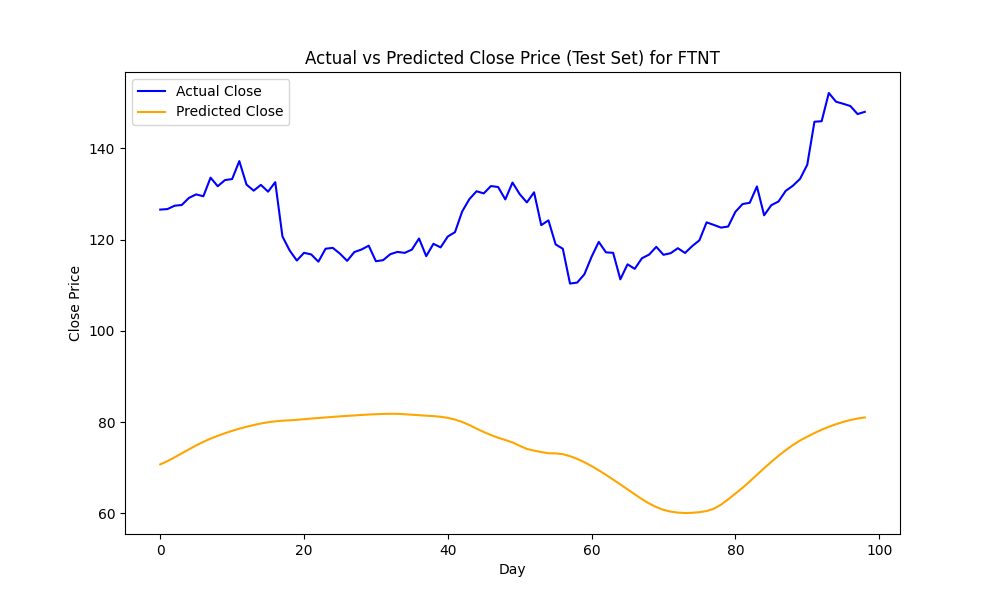 Actual vs Predicted Close Price (Test Set) for FTNT
Actual Close
Predicted Close
140
120
100
80
60
Close Price
0 20 40 60 80 100
Day